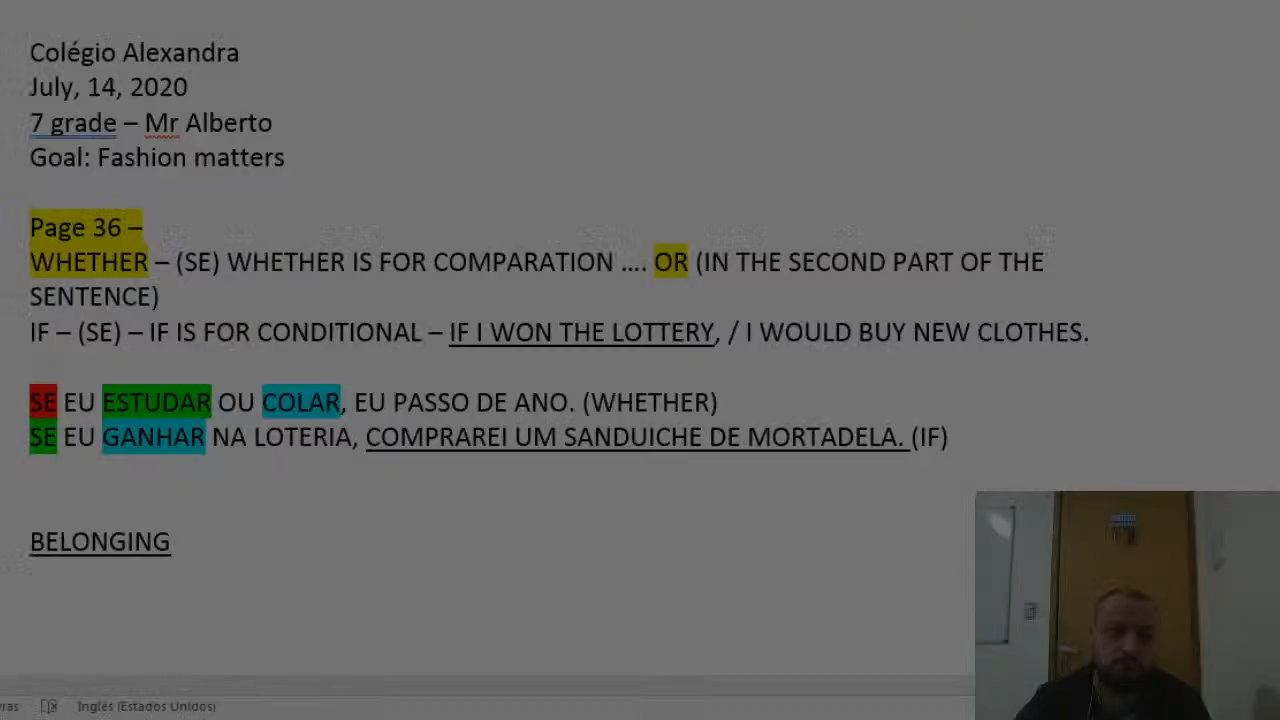 Colégio Alexandra
July, 14, 2020
7 grade – Mr Alberto
Goal: Fashion matters
Page 36 –
WHETHER – (SE) WHETHER IS FOR COMPARATION .... OR (IN THE SECOND PART OF THE
SENTENCE)
IF – (SE) – IF IS FOR CONDITIONAL – IF I WON THE LOTTERY, / I WOULD BUY NEW CLOTHES.
SE EU ESTUDAR OU COLAR, EU PASSO DE ANO. (WHETHER)
SE EU GANHAR NA LOTERIA, COMPRAREI UM SANDUICHE DE MORTADELA. (IF)
BELONGING
Inglês (Estados Unidos)